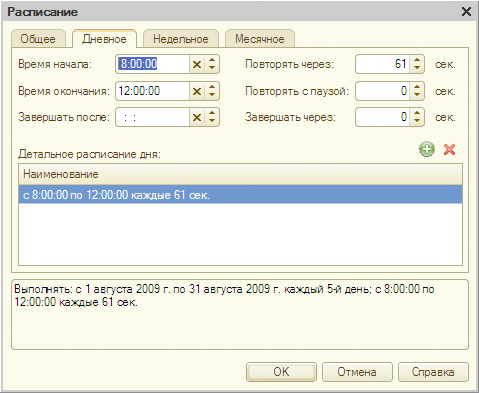 Расписание
Общее Дневное Недельное Месячное
Время начала: 8:00:00 Повторять через: 61 сек.
Время окончания: 12:00:00 Повторять с паузой: 0 сек.
Завершать после: : : Завершать через: 0 сек.
Детальное расписание дня:
Наименование
с 8:00:00 по 12:00:00 каждые 61 сек.
Выполнять: с 1 августа 2009 г. по 31 августа 2009 г. каждый 5-й день; с 8:00:00 по
12:00:00 каждые 61 сек.
OK Отмена Справка